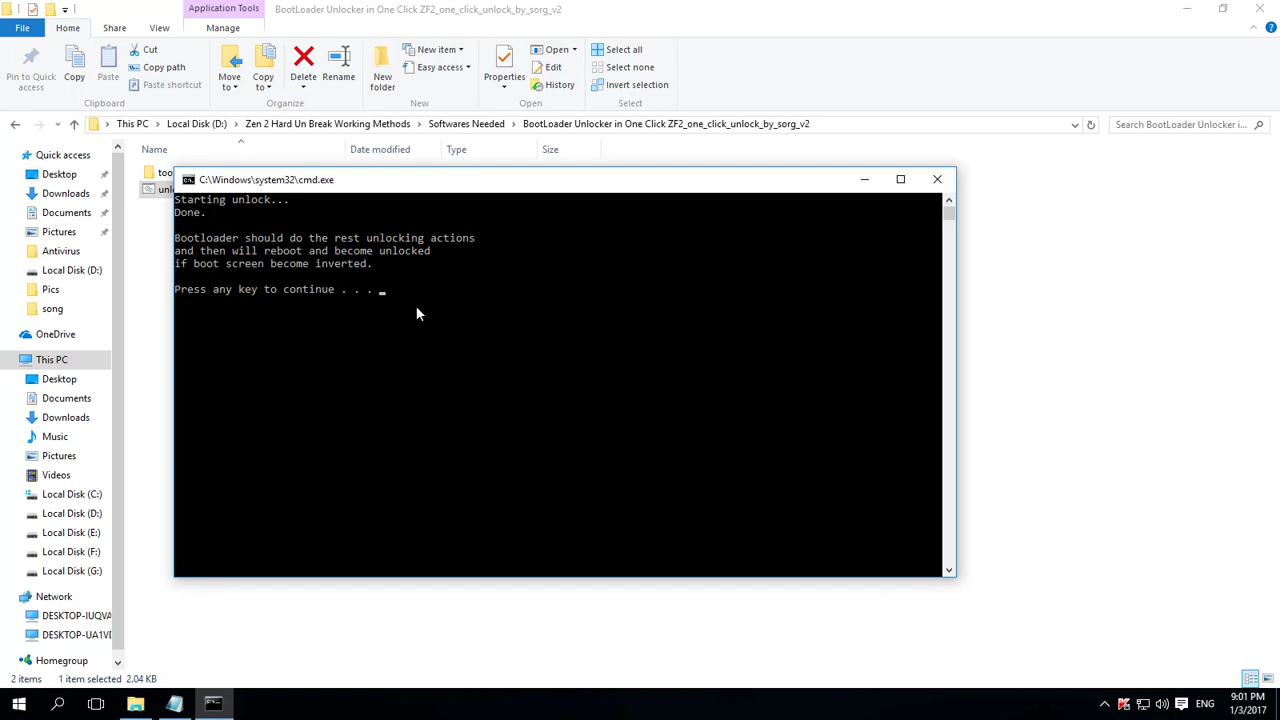 Application Tools
BootLoader Unlocker in One Click ZF2_one_click_unlock_by_sorg_v2
File
Home
Share
View
Manage
Pin to Quick access
Copy
Paste
Cut
Copy path
Paste shortcut
Clipboard
Move to
Copy to
Delete
Rename
Organize
New folder
New item
Easy access
New
Properties
Open
Edit
History
Open
Select all
Select none
Invert selection
Select
This PC > Local Disk (D:) > Zen 2 Hard Un Break Working Methods > Softwares Needed > BootLoader Unlocker in One Click ZF2_one_click_unlock_by_sorg_v2
Search BootLoader Unlocker i...
Name
Date modified
Type
Size
Quick access
Desktop
Downloads
Documents
Pictures
Antivirus
Local Disk (D:)
Pics
song
OneDrive
This PC
Desktop
Documents
Downloads
Music
Pictures
Videos
Local Disk (C:)
Local Disk (D:)
Local Disk (E:)
Local Disk (F:)
Local Disk (G:)
Network
DESKTOP-IUQVA
DESKTOP-UA1VD
Homegroup
C:\Windows\system32\cmd.exe
Starting unlock...
Done.
Bootloader should do the rest unlocking actions
and then will reboot and become unlocked
if boot screen become inverted.
Press any key to continue . . . _
2 items
1 item selected 2.04 KB
ENG
9:01 PM
1/3/2017